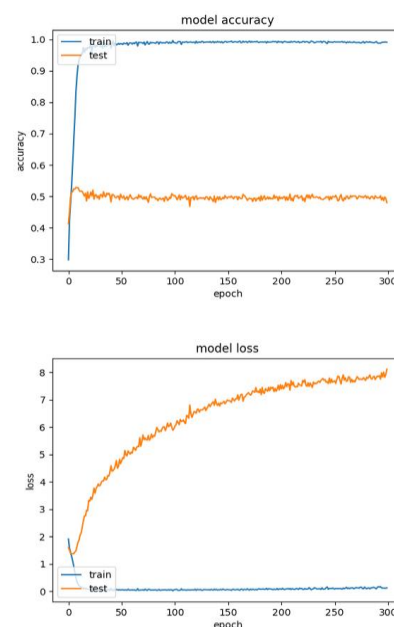 model accuracy
train
test
1.0
0.9
0.8
0.7
0.6
0.5
0.4
0.3
accuracy
0 50 100 150 200 250 300
epoch
model loss
8
7
6
5
4
3
2
1
0
loss
train
test
0 50 100 150 200 250 300
epoch